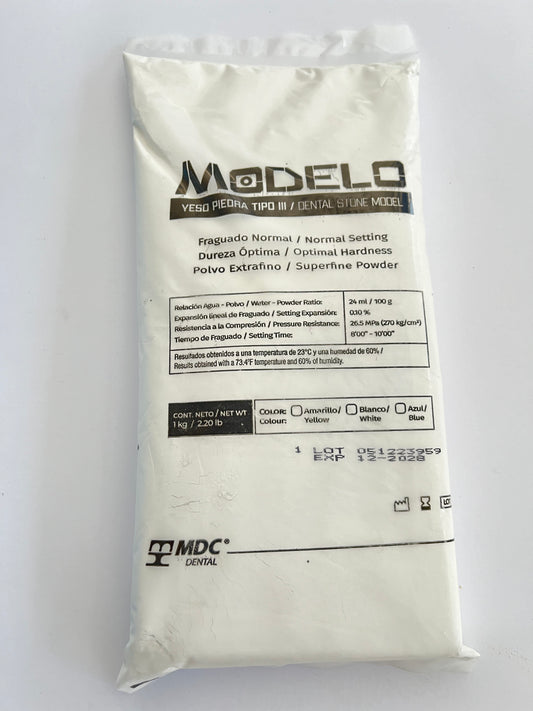 MODELO
YESO PIEDRA TIPO III / DENTAL STONE MODEL
Fraguado Normal / Normal Setting
Dureza Óptima / Optimal Hardness
Polvo Extrafino / Superfine Powder
Relación Agua - Polvo / Water - Powder Ratio: 24 ml / 100 g
Expansión lineal de Fraguado / Setting Expansión: 0.10 %
Resistencia a la Compresión / Pressure Resistance: 26.5 MPa (270 kg/cm²)
Tiempo de Fraguado / Setting Time: 8'00" - 10'00"
Resultados obtenidos a una temperatura de 23°C y una humedad de 60% /
Results obtained with a 73.4°F temperature and 60% of humidity.
CONT. NETO / NET WT
1 kg / 2.20 lb
COLOR: Amarillo/ Blanco/ Azul/
Colour: Yellow White Blue
1 LOT 051223959
EXP 12-2028
LOT
MDC®
DENTAL